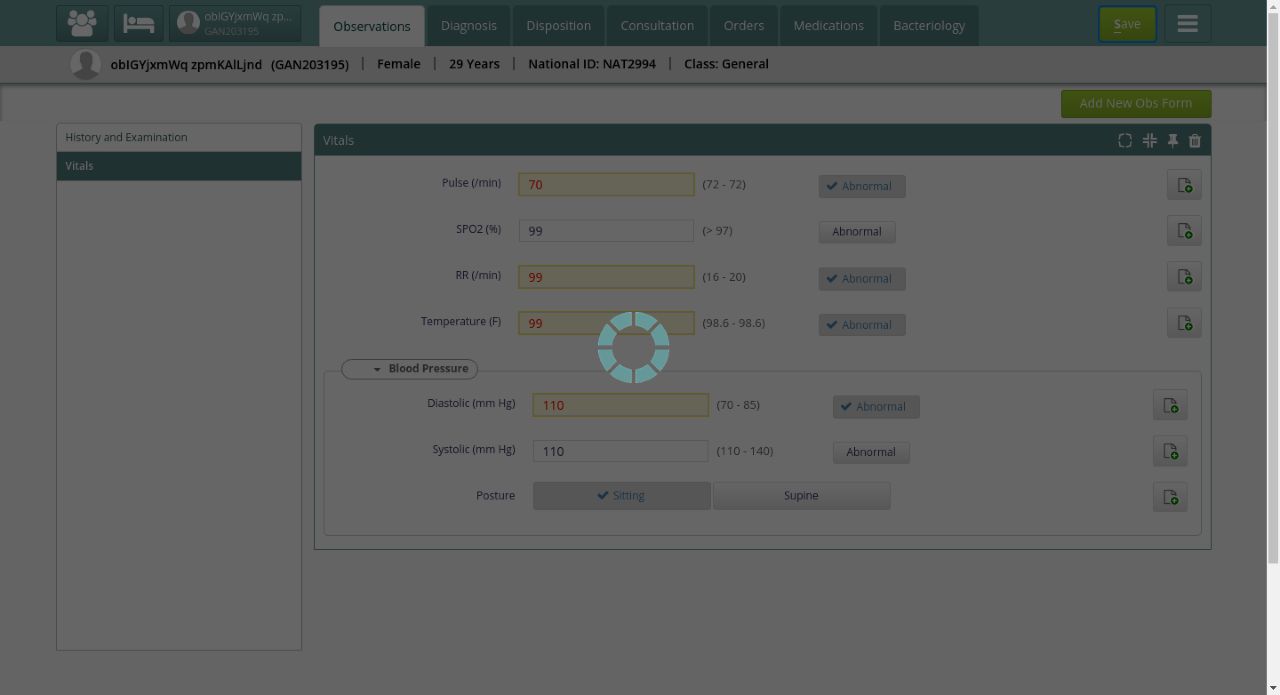 obIGYjxmWq zp...
GAN203195
Observations
Diagnosis
Disposition
Consultation
Orders
Medications
Bacteriology
Save
obIGYjxmWq zpmKAlLjnd (GAN203195) | Female | 29 Years | National ID: NAT2994 | Class: General
Add New Obs Form
History and Examination
Vitals
Vitals
Pulse (/min) 70 (72 - 72) Abnormal
SPO2 (%) 99 (> 97) Abnormal
RR (/min) 99 (16 - 20) Abnormal
Temperature (F) 99 (98.6 - 98.6) Abnormal
Blood Pressure
Diastolic (mm Hg) 110 (70 - 85) Abnormal
Systolic (mm Hg) 110 (110 - 140) Abnormal
Posture Sitting Supine